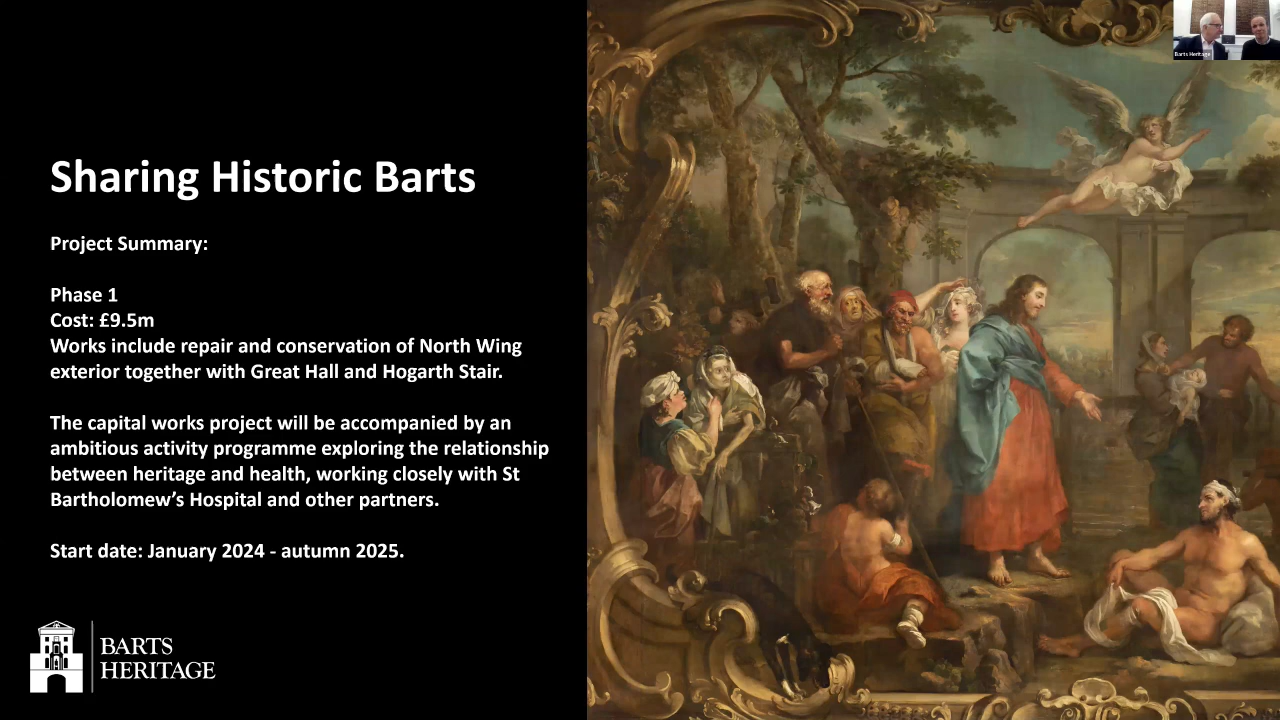 Sharing Historic Barts
Project Summary:
Phase 1
Cost: £9.5m
Works include repair and conservation of North Wing
exterior together with Great Hall and Hogarth Stair.
The capital works project will be accompanied by an
ambitious activity programme exploring the relationship
between heritage and health, working closely with St
Bartholomew’s Hospital and other partners.
Start date: January 2024 - autumn 2025.
BARTS
HERITAGE
Barts Heritage